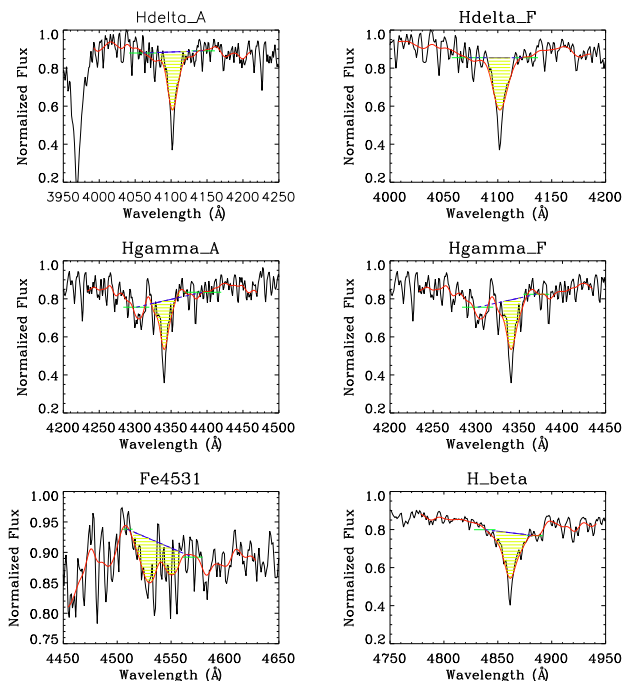 Hdelta_A
Hdelta_F
Normalized Flux
1.0
0.8
0.6
0.4
0.2
3950 4000 4050 4100 4150 4200 4250
Wavelength (Å)
Normalized Flux
1.0
0.8
0.6
0.4
0.2
4000 4050 4100 4150 4200
Wavelength (Å)
Hgamma_A
Hgamma_F
Normalized Flux
1.0
0.8
0.6
0.4
0.2
4200 4250 4300 4350 4400 4450 4500
Wavelength (Å)
Normalized Flux
1.0
0.8
0.6
0.4
0.2
4200 4250 4300 4350 4400 4450
Wavelength (Å)
Fe4531
H_beta
Normalized Flux
1.00
0.95
0.90
0.85
0.80
0.75
4450 4500 4550 4600 4650
Wavelength (Å)
Normalized Flux
1.0
0.8
0.6
0.4
0.2
4750 4800 4850 4900 4950
Wavelength (Å)